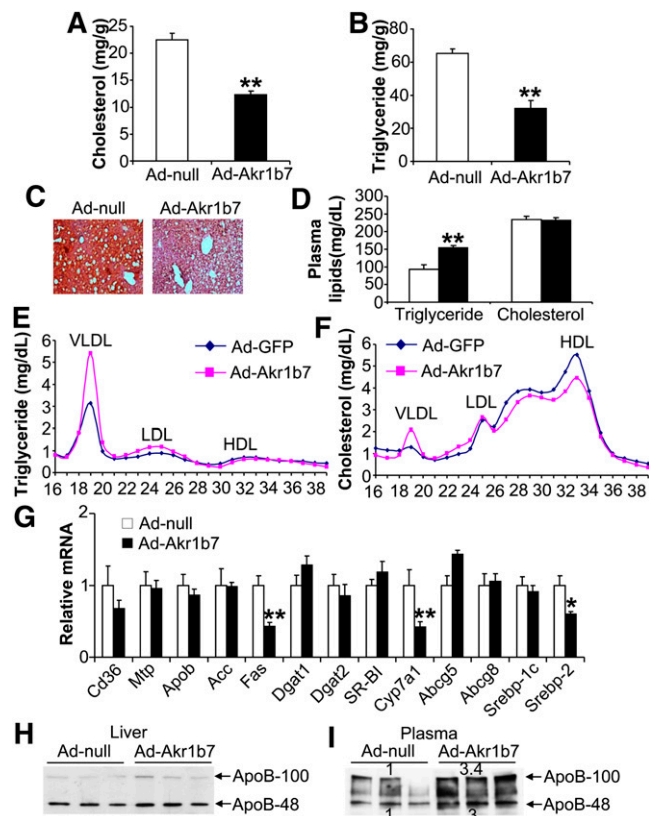 A
Cholesterol (mg/g)
25
20
15
10
5
0
**
Ad-null Ad-Akr1b7
B
Triglyceride (mg/g)
80
60
40
20
0
**
Ad-null Ad-Akr1b7
C
Ad-null Ad-Akr1b7
D
Plasma
lipids(mg/dL)
300
250
200
150
100
50
0
**
Triglyceride Cholesterol
E
Triglyceride (mg/dL)
6
5
4
3
2
1
0
VLDL
Ad-GFP
Ad-Akr1b7
LDL
HDL
16 18 20 22 24 26 28 30 32 34 36 38
F
Cholesterol (mg/dL)
6
5
4
3
2
1
0
Ad-GFP
Ad-Akr1b7
HDL
LDL
VLDL
16 18 20 22 24 26 28 30 32 34 36 38
G
Relative mRNA
2
1
0
Ad-null
Ad-Akr1b7
**
**
*
Cd36 Mtp Apob Acc Fas Dgat1 Dgat2 SR-BI Cyp7a1 Abcg5 Abcg8 Srebp-1c Srebp-2
H
Liver
Ad-null Ad-Akr1b7
ApoB-100
ApoB-48
I
Plasma
Ad-null Ad-Akr1b7
1 3.4
ApoB-100
ApoB-48
1 3